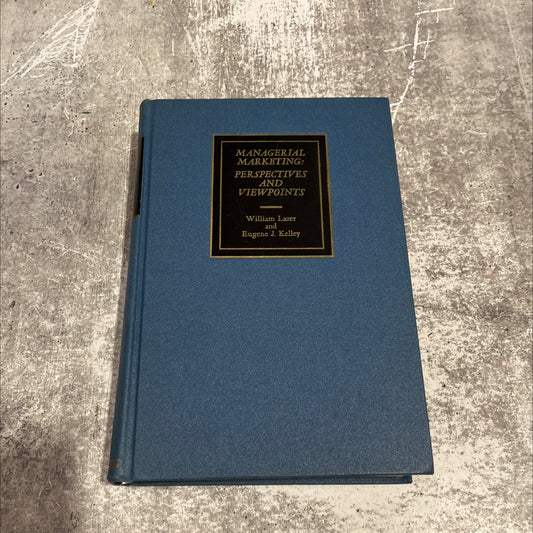 MANAGERIAL
MARKETING:
PERSPECTIVES
AND
VIEWPOINTS
William Lazer
and
Eugene J. Kelley